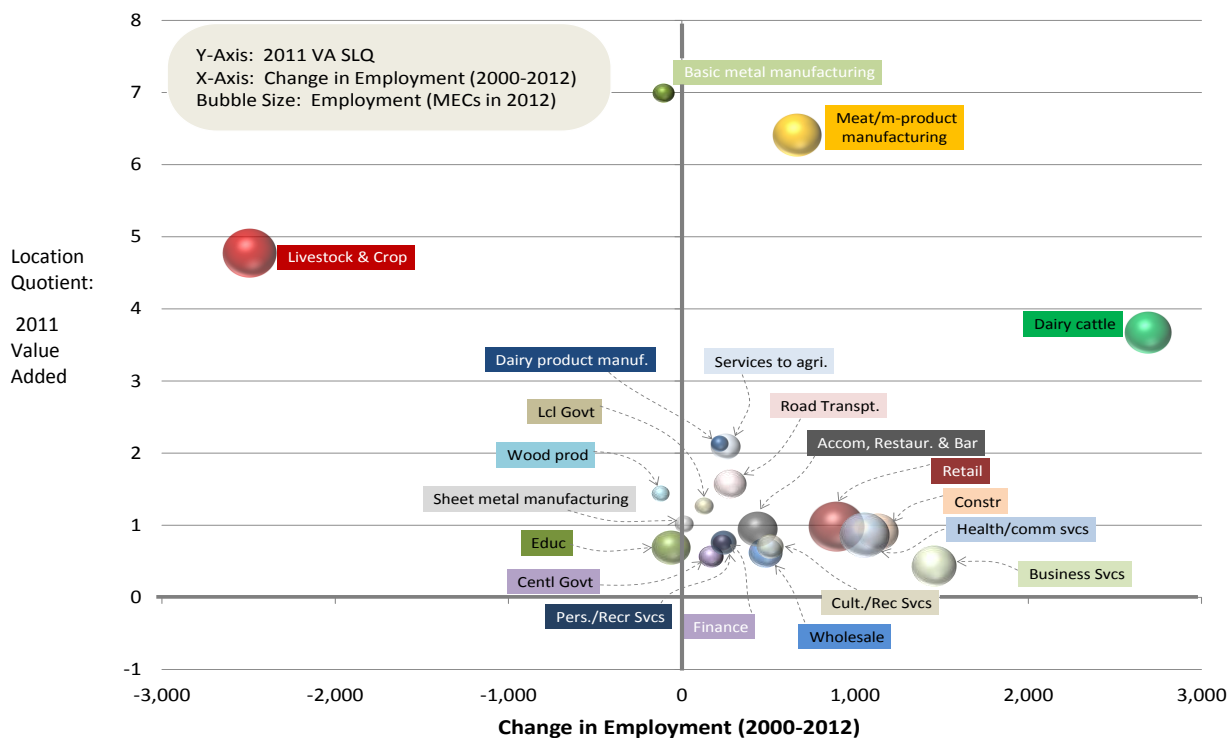 8
Y-Axis: 2011 VA SLQ
X-Axis: Change in Employment (2000-2012)
Bubble Size: Employment (MECs in 2012)
Basic metal manufacturing
7
Meat/m-product
manufacturing
6
5
Location
Quotient:
2011
Value
Added
Livestock & Crop
4
Dairy cattle
Dairy product manuf.
Services to agri.
3
Lcl Govt
Road Transpt.
Wood prod
Accom, Restaur. & Bar
2
Retail
Sheet metal manufacturing
Constr
1
Educ
Health/comm svcs
Centl Govt
Business Svcs
0
Pers./Recr Svcs
Finance
Cult./Rec Svcs
Wholesale
-1
-3,000
-2,000
-1,000
0
1,000
2,000
3,000
Change in Employment (2000-2012)